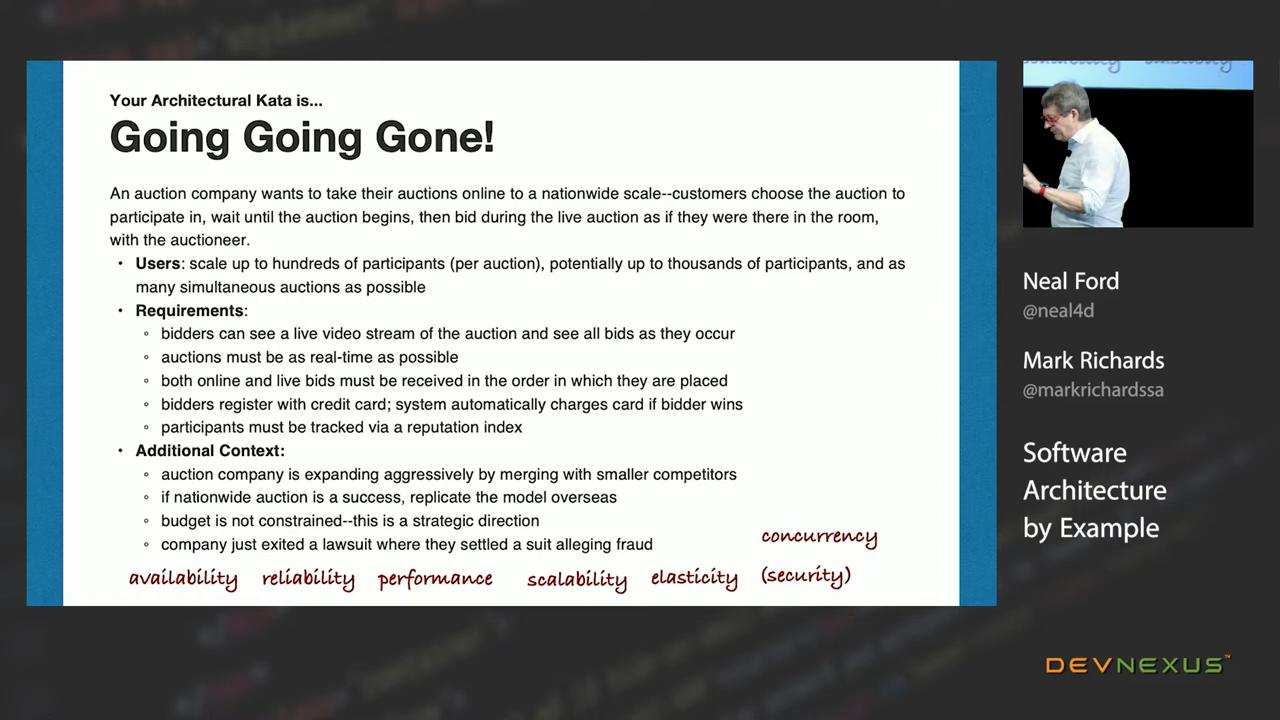 Your Architectural Kata is...
Going Going Gone!
An auction company wants to take their auctions online to a nationwide scale--customers choose the auction to
participate in, wait until the auction begins, then bid during the live auction as if they were there in the room,
with the auctioneer.
• Users: scale up to hundreds of participants (per auction), potentially up to thousands of participants, and as
many simultaneous auctions as possible
• Requirements:
◦ bidders can see a live video stream of the auction and see all bids as they occur
◦ auctions must be as real-time as possible
◦ both online and live bids must be received in the order in which they are placed
◦ bidders register with credit card; system automatically charges card if bidder wins
◦ participants must be tracked via a reputation index
• Additional Context:
◦ auction company is expanding aggressively by merging with smaller competitors
◦ if nationwide auction is a success, replicate the model overseas
◦ budget is not constrained--this is a strategic direction
◦ company just exited a lawsuit where they settled a suit alleging fraud
concurrency
availability reliability performance scalability elasticity (security)
Neal Ford
@neal4d
Mark Richards
@markrichardssa
Software
Architecture
by Example
DEVNEXUS™